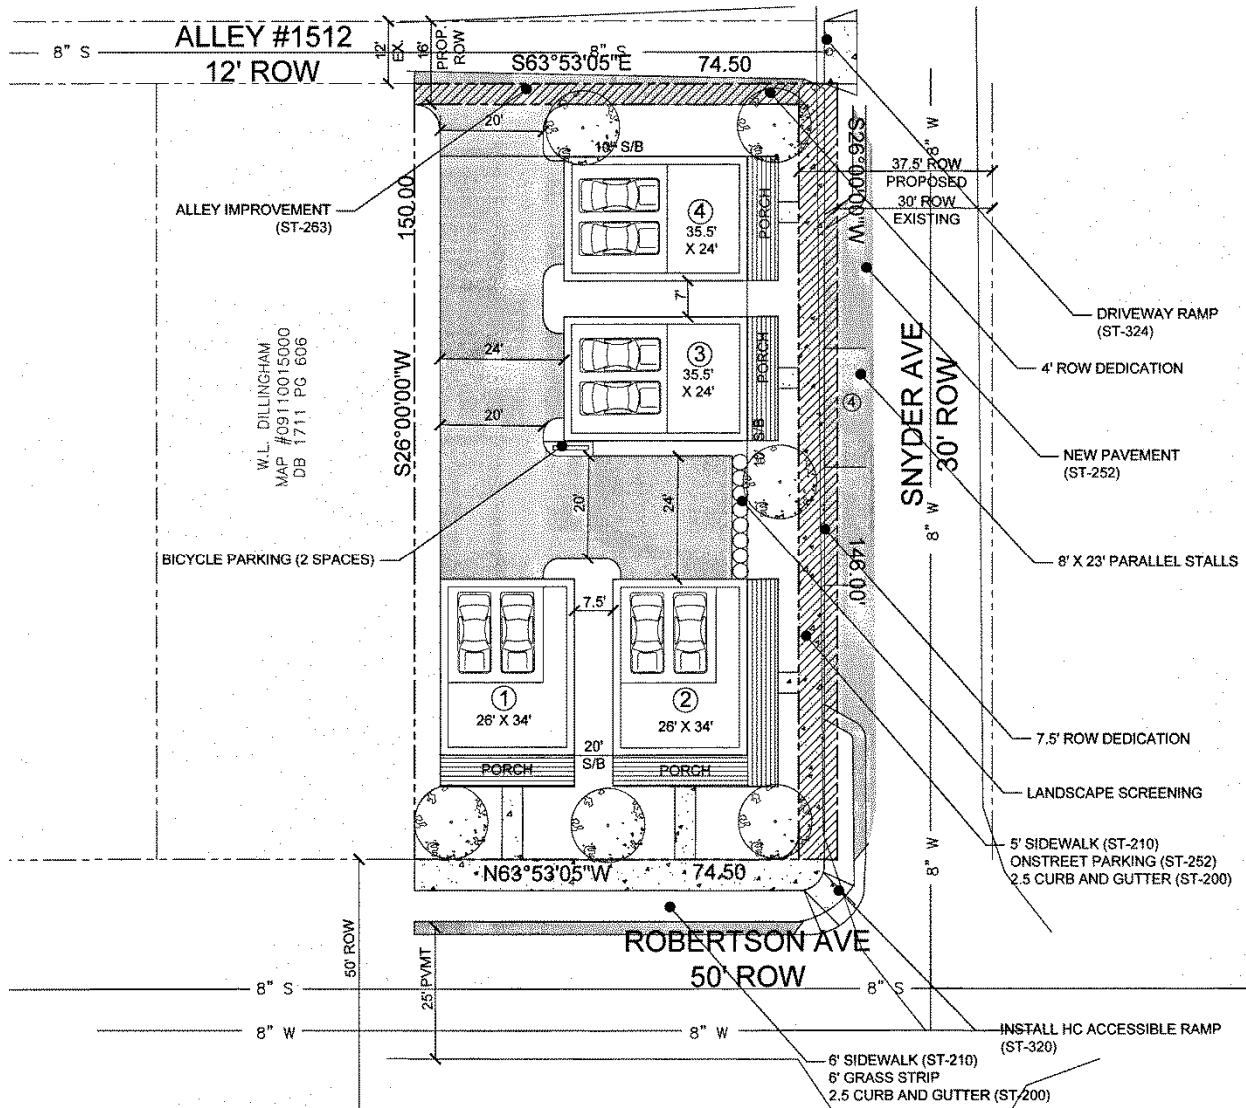 ALLEY #1512
12' ROW
8" S
12'
EX.
16'
PROP.
ROW
8" S
S63°53'05"E
74.50
20'
10" S/B
S26°00'00"W
8" W
37.5' ROW
PROPOSED
30' ROW
EXISTING
ALLEY IMPROVEMENT
(ST-263)
150.00
S26°00'00"W
4
35.5'
X 24'
PORCH
7'
3
35.5'
X 24'
PORCH
24'
20'
W.L. DILLINGHAM
MAP #09110015000
DB 1711 PG 606
DRIVEWAY RAMP
(ST-324)
4' ROW DEDICATION
4
SNYDER AVE
30' ROW
10'
S/B
NEW PAVEMENT
(ST-252)
8" W
20'
24'
BICYCLE PARKING (2 SPACES)
146.00'
8' X 23' PARALLEL STALLS
7.5'
1
26' X 34'
2
26' X 34'
20'
S/B
PORCH
PORCH
7.5' ROW DEDICATION
LANDSCAPE SCREENING
5' SIDEWALK (ST-210)
ONSTREET PARKING (ST-252)
2.5 CURB AND GUTTER (ST-200)
8" W
N63°53'05"W
74.50
ROBERTSON AVE
50' ROW
50' ROW
25' PVMT
8" S
8" S
8" W
8" W
INSTALL HC ACCESSIBLE RAMP
(ST-320)
6' SIDEWALK (ST-210)
6' GRASS STRIP
2.5 CURB AND GUTTER (ST-200)